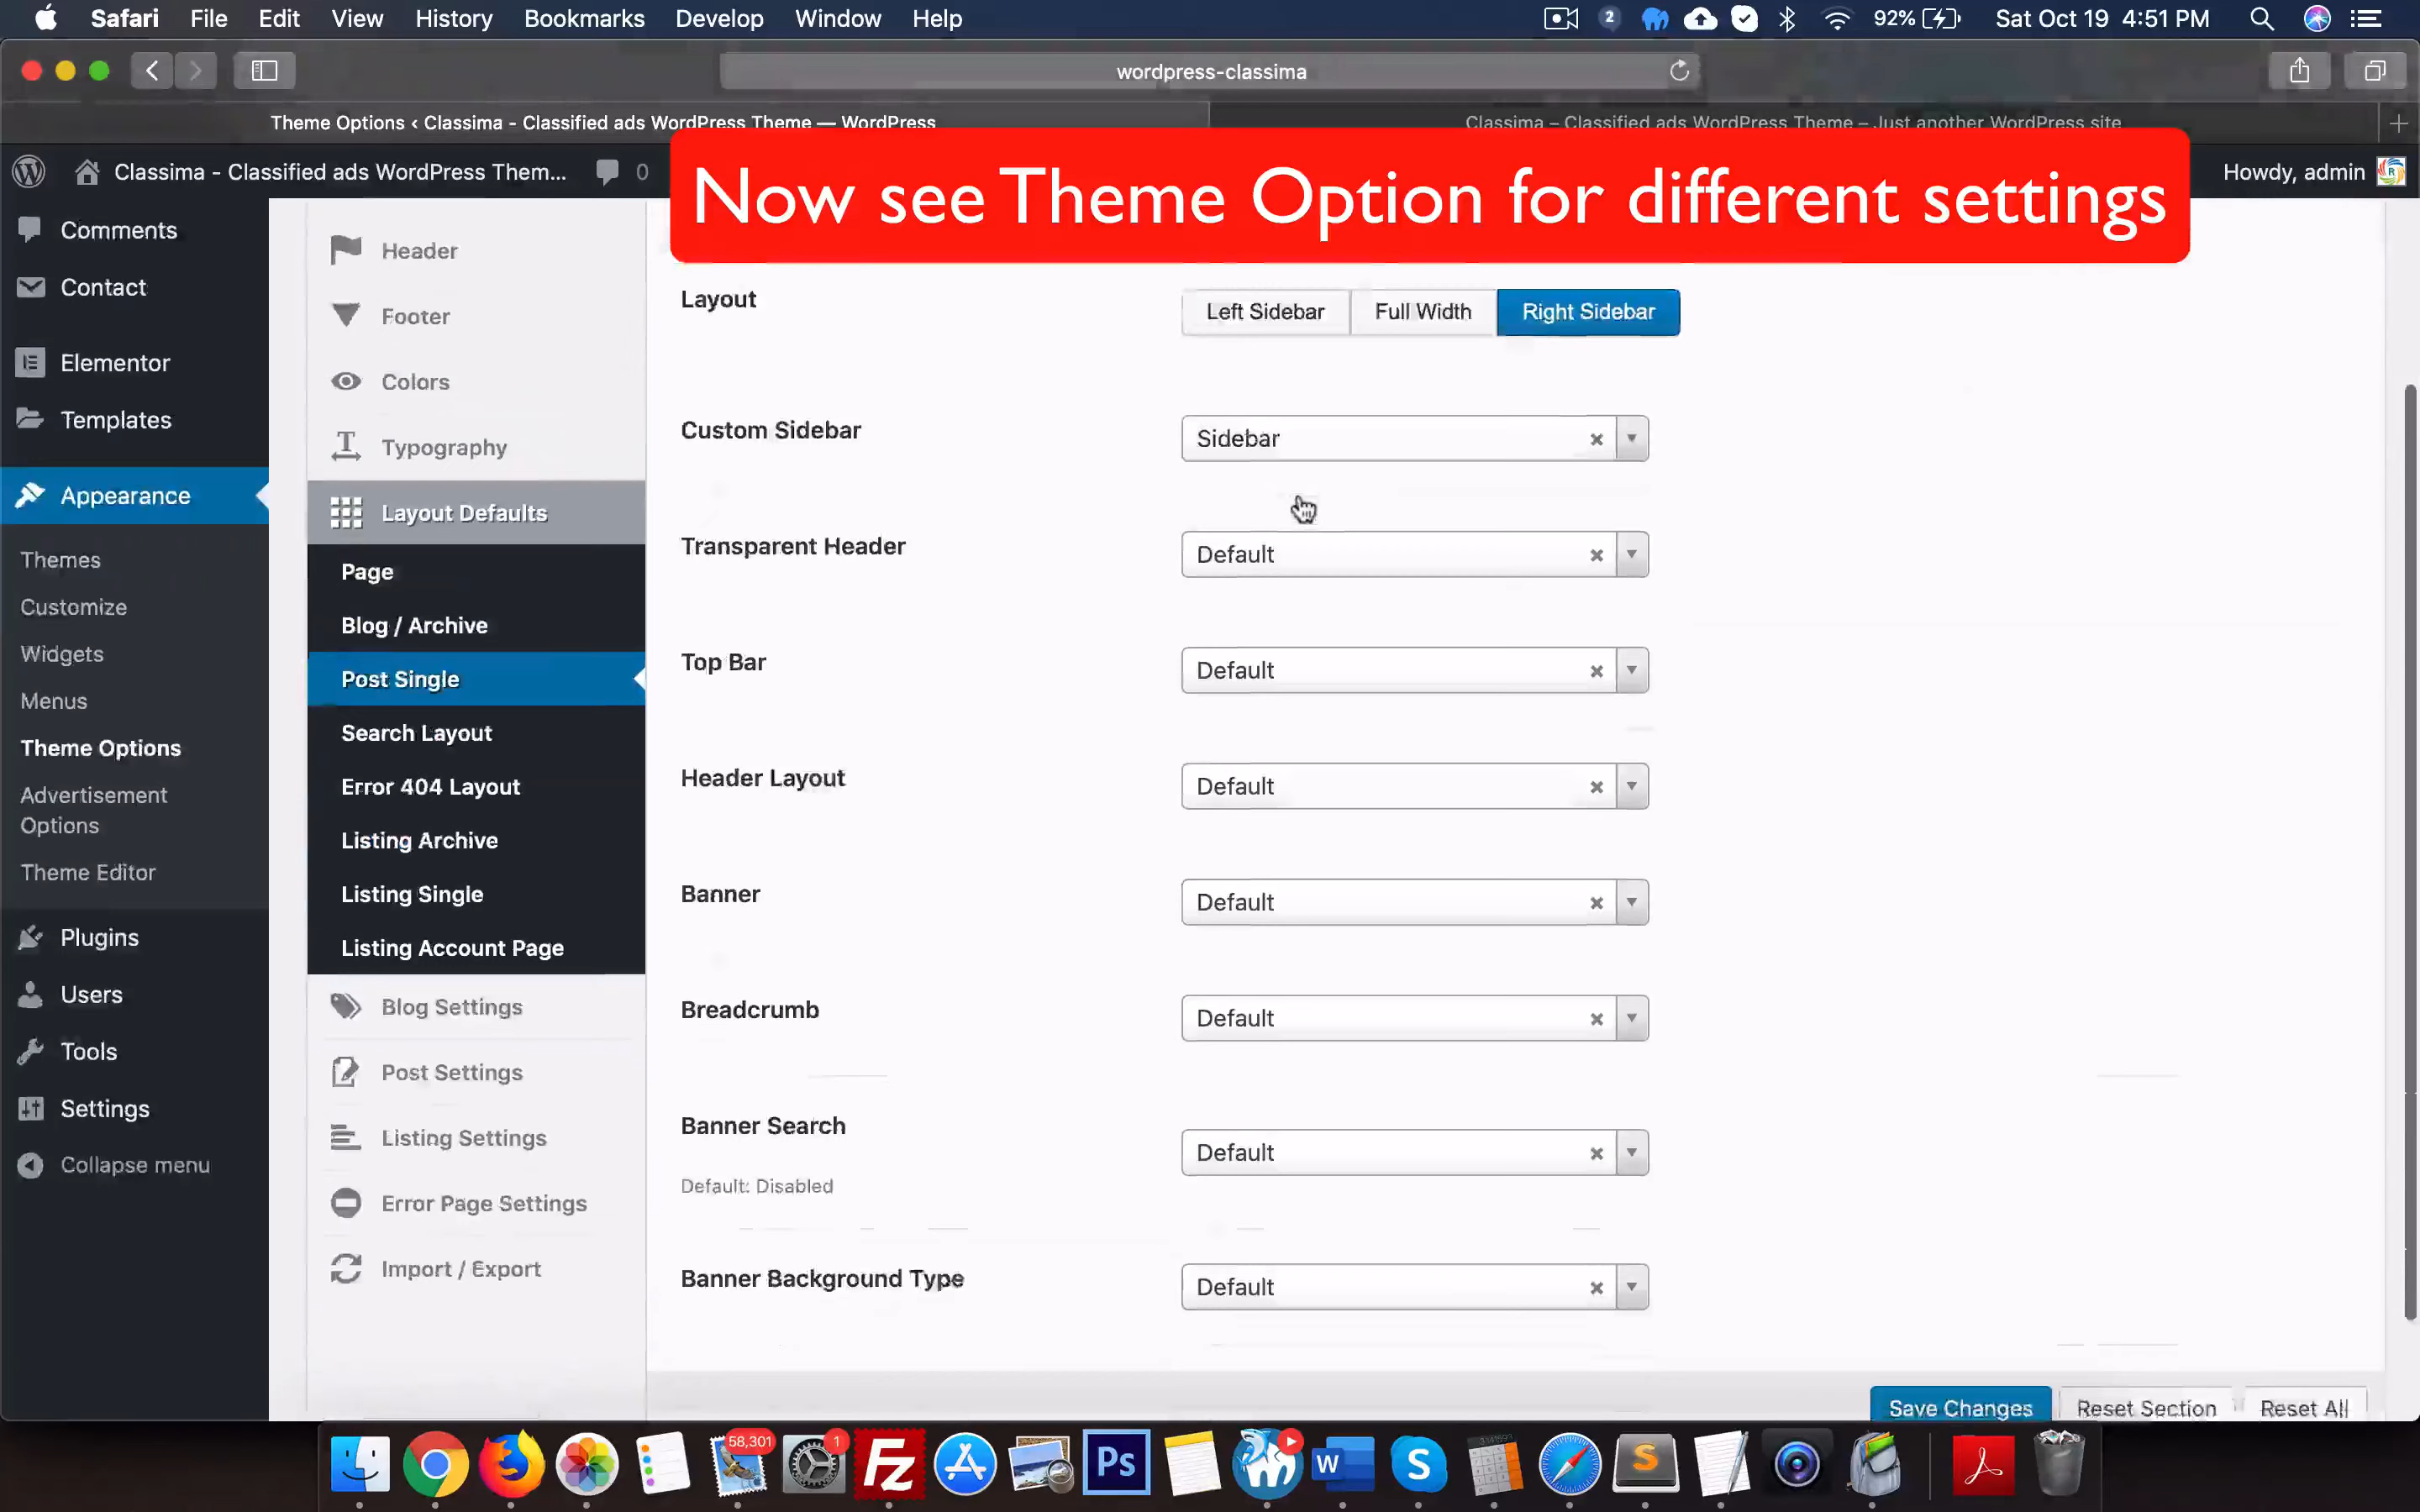 Safari File Edit View History Bookmarks Develop Window Help 2 92% Sat Oct 19 4:51 PM
wordpress-classima
Theme Options ‹ Classima - Classified ads WordPress Theme — WordPress
Classima – Classified ads WordPress Theme – Just another WordPress site
Classima - Classified ads WordPress Them... 0
Howdy, admin
Now see Theme Option for different settings
Comments
Contact
Elementor
Templates
Appearance
Themes
Customize
Widgets
Menus
Theme Options
Advertisement
Options
Theme Editor
Plugins
Users
Tools
Settings
Collapse menu
Header
Footer
Colors
Typography
Layout Defaults
Page
Blog / Archive
Post Single
Search Layout
Error 404 Layout
Listing Archive
Listing Single
Listing Account Page
Blog Settings
Post Settings
Listing Settings
Error Page Settings
Import / Export
Layout Left Sidebar Full Width Right Sidebar
Custom Sidebar Sidebar
Transparent Header Default
Top Bar Default
Header Layout Default
Banner Default
Breadcrumb Default
Banner Search Default
Default: Disabled
Banner Background Type Default
Save Changes Reset Section Reset All
58,301 1 Fz Ps W S S